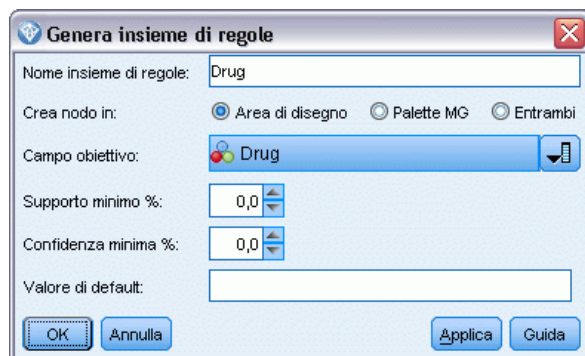 Genera insieme di regole
Nome insieme di regole: Drug
Crea nodo in: Area di disegno Palette MG Entrambi
Campo obiettivo: Drug
Supporto minimo %: 0,0
Confidenza minima %: 0,0
Valore di default:
OK Annulla Applica Guida